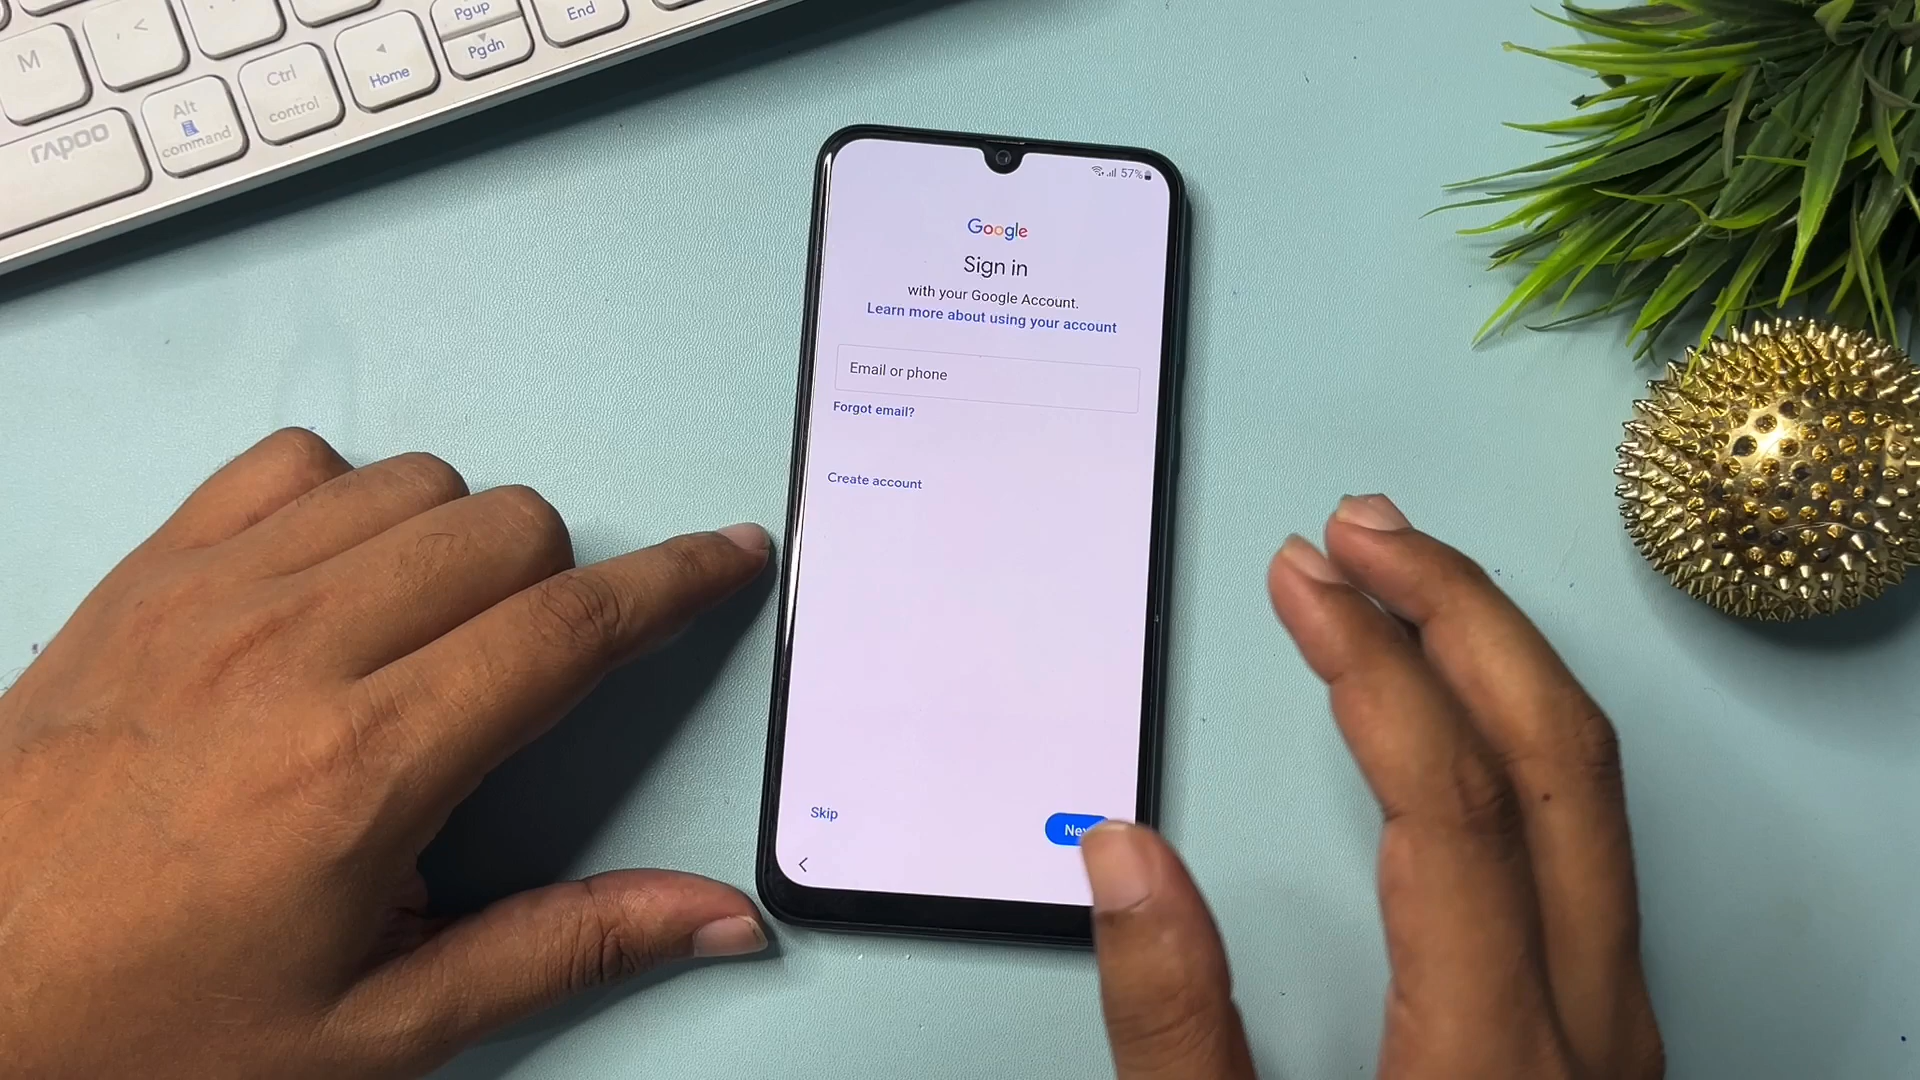 Pgup
End
M
, <
.
Pgdn
Home
Ctrl
control
Alt
command
rapoo
57%
Google
Sign in
with your Google Account.
Learn more about using your account
Email or phone
Forgot email?
Create account
Skip